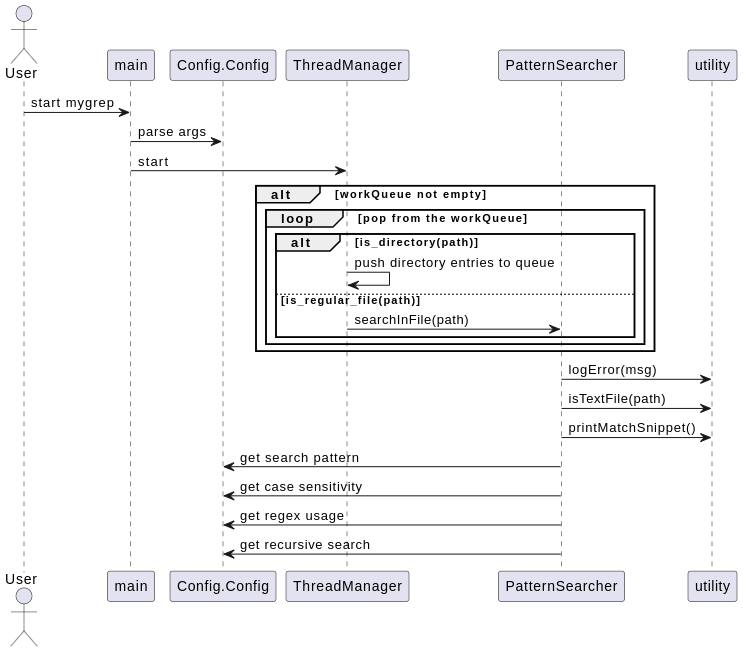 User
main
Config.Config
ThreadManager
PatternSearcher
utility
start mygrep
parse args
start
alt [workQueue not empty]
loop [pop from the workQueue]
alt [is_directory(path)]
push directory entries to queue
[is_regular_file(path)]
searchInFile(path)
logError(msg)
isTextFile(path)
printMatchSnippet()
get search pattern
get case sensitivity
get regex usage
get recursive search
User
main
Config.Config
ThreadManager
PatternSearcher
utility